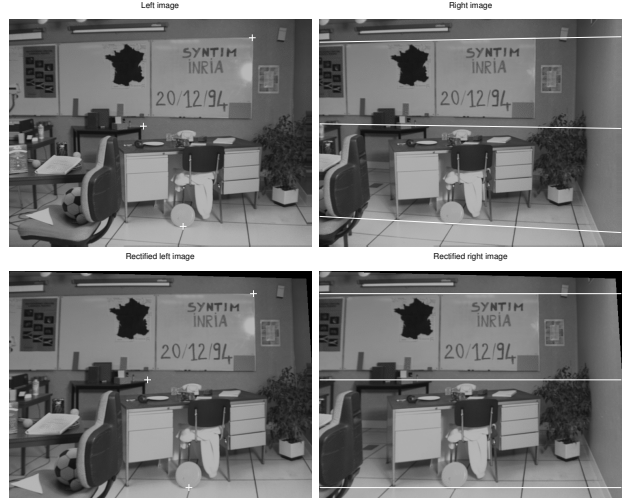 Left image
Right image
SYNTIM
INRIA
20/12/94
SYNTIM
INRIA
20/12/94
Rectified left image
Rectified right image
SYNTIM
INRIA
20/12/94
SYNTIM
INRIA
20/12/94